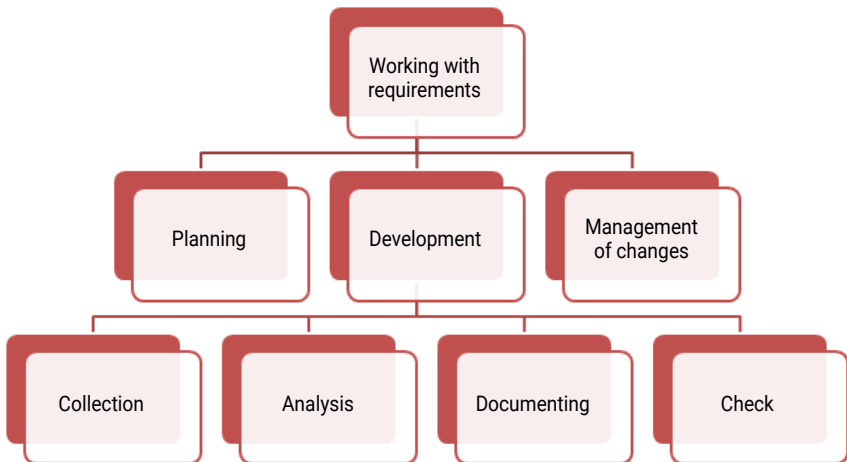 Working with
requirements
Planning
Development
Management
of changes
Collection
Analysis
Documenting
Check